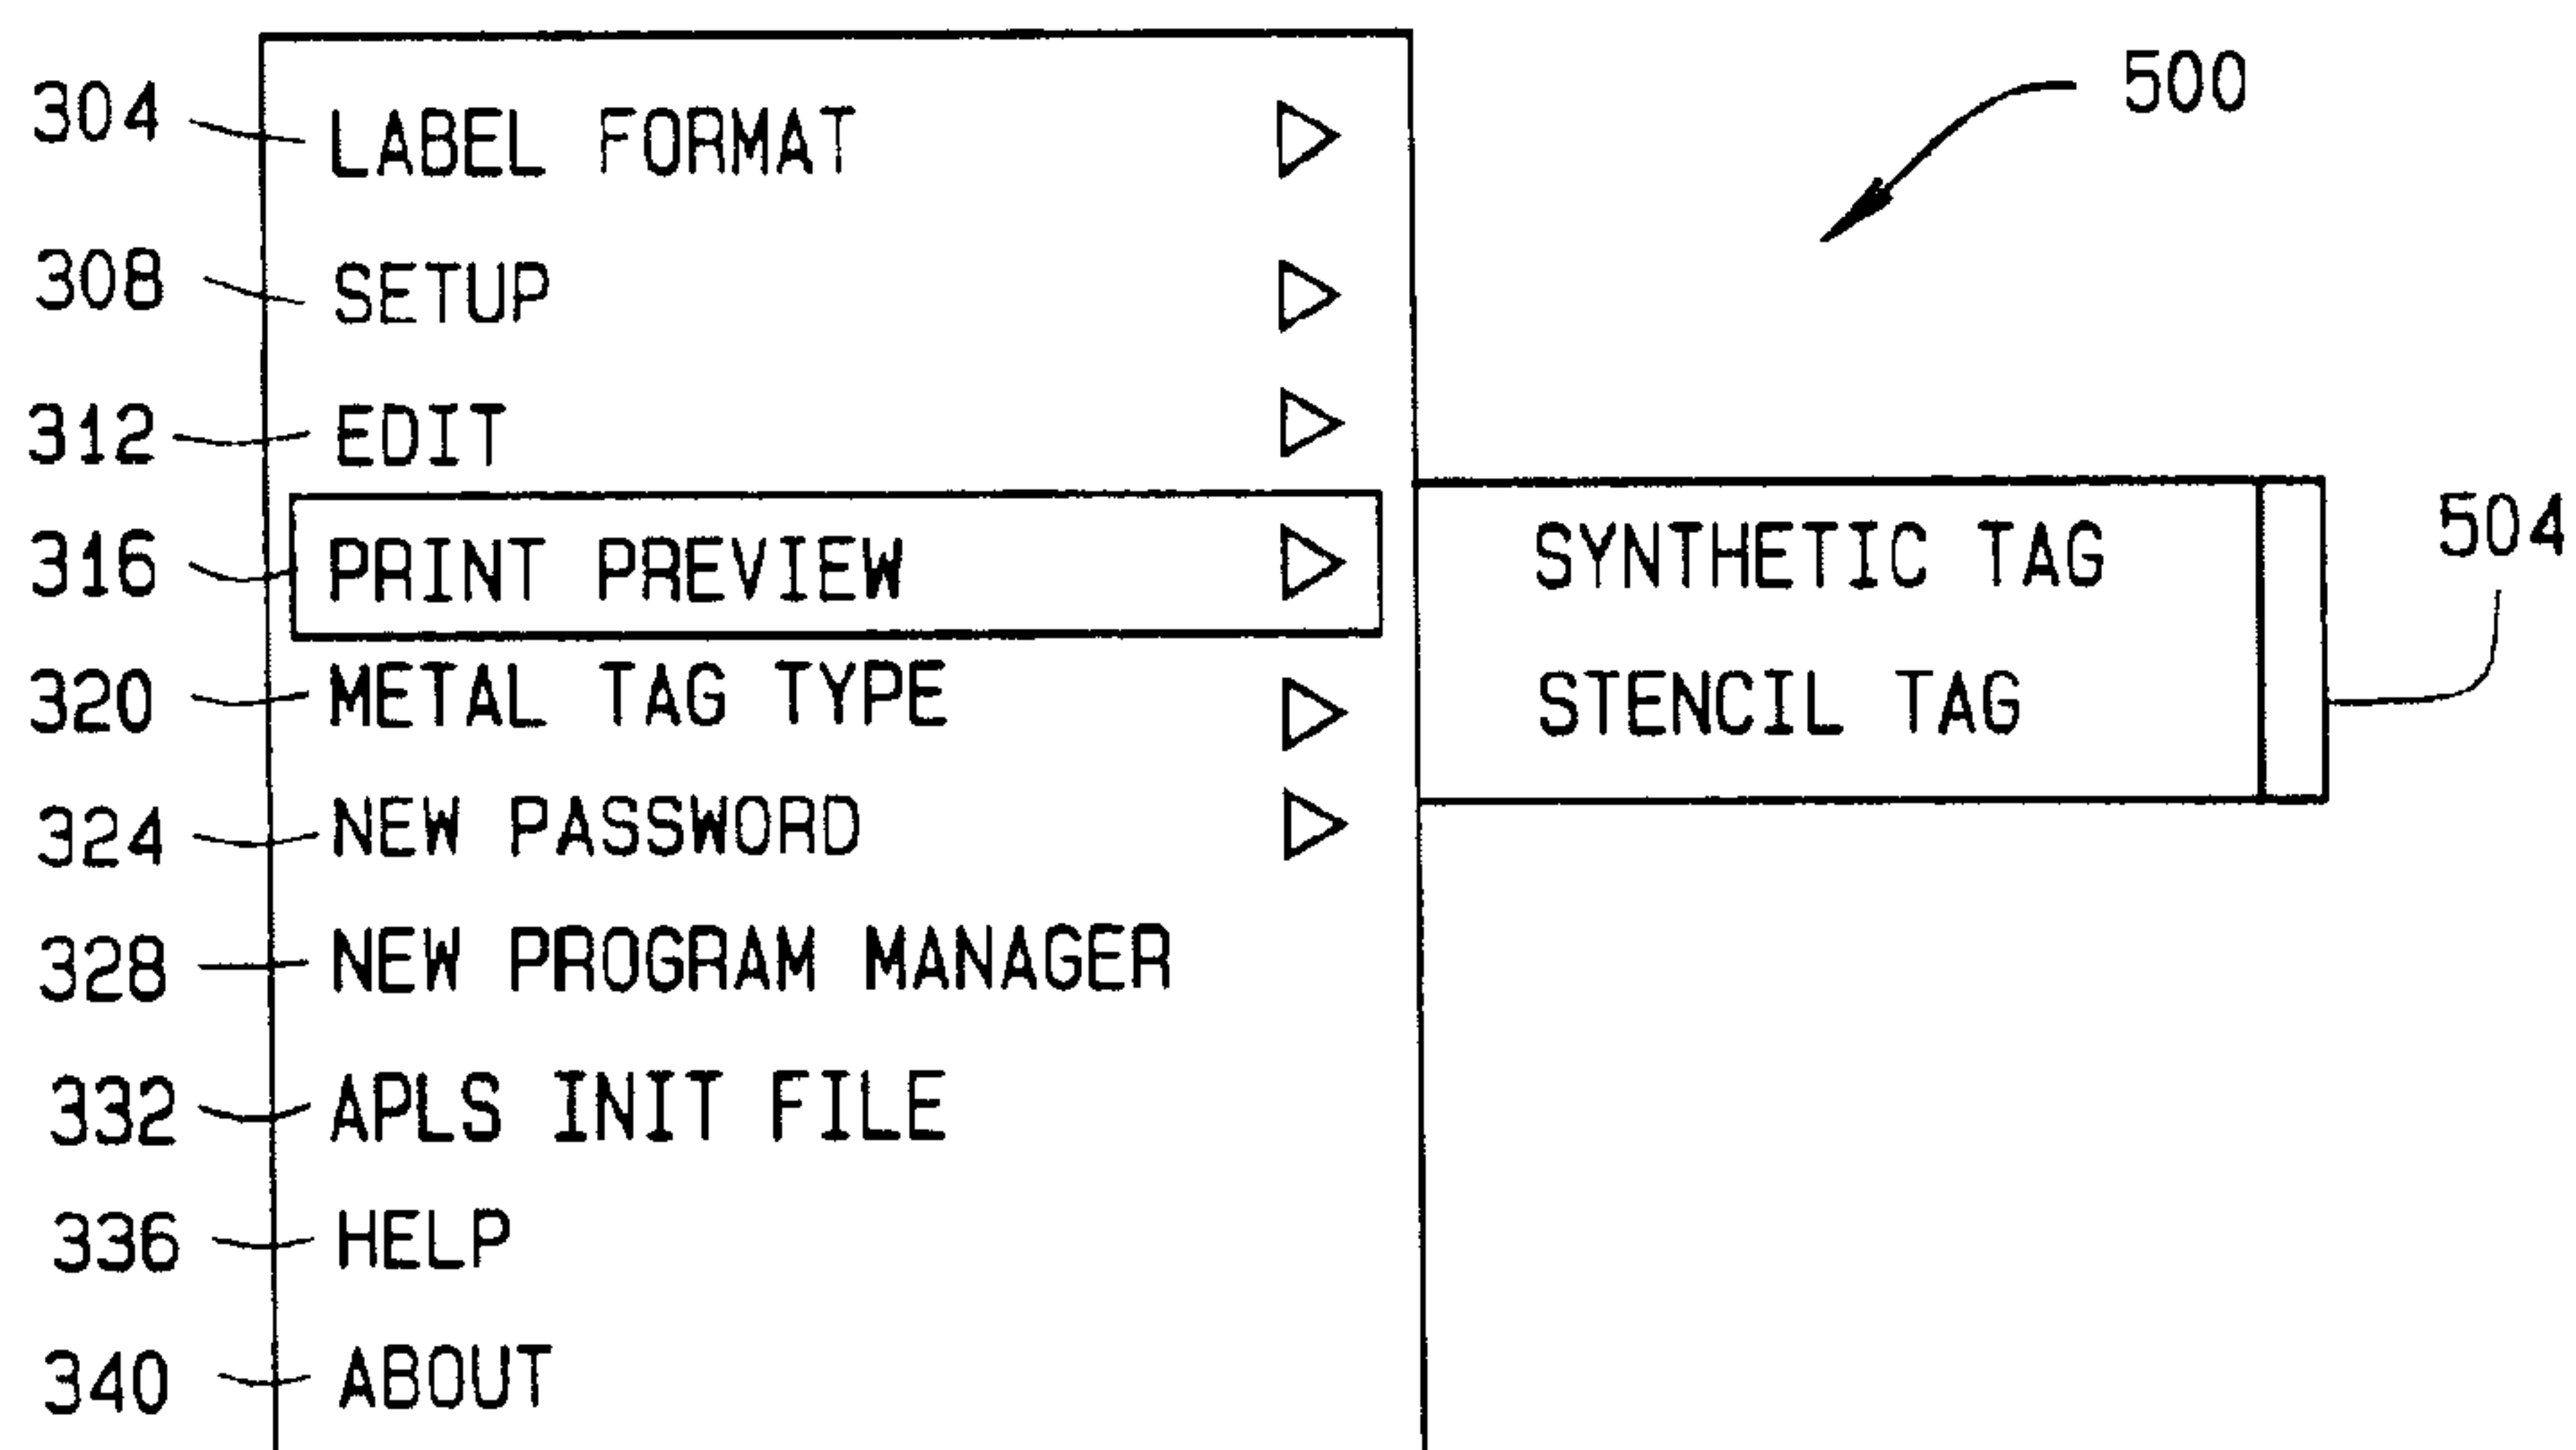 500
304 LABEL FORMAT
308 SETUP
312 EDIT
316 PRINT PREVIEW
SYNTHETIC TAG
504
320 METAL TAG TYPE
STENCIL TAG
324 NEW PASSWORD
328 NEW PROGRAM MANAGER
332 APLS INIT FILE
336 HELP
340 ABOUT